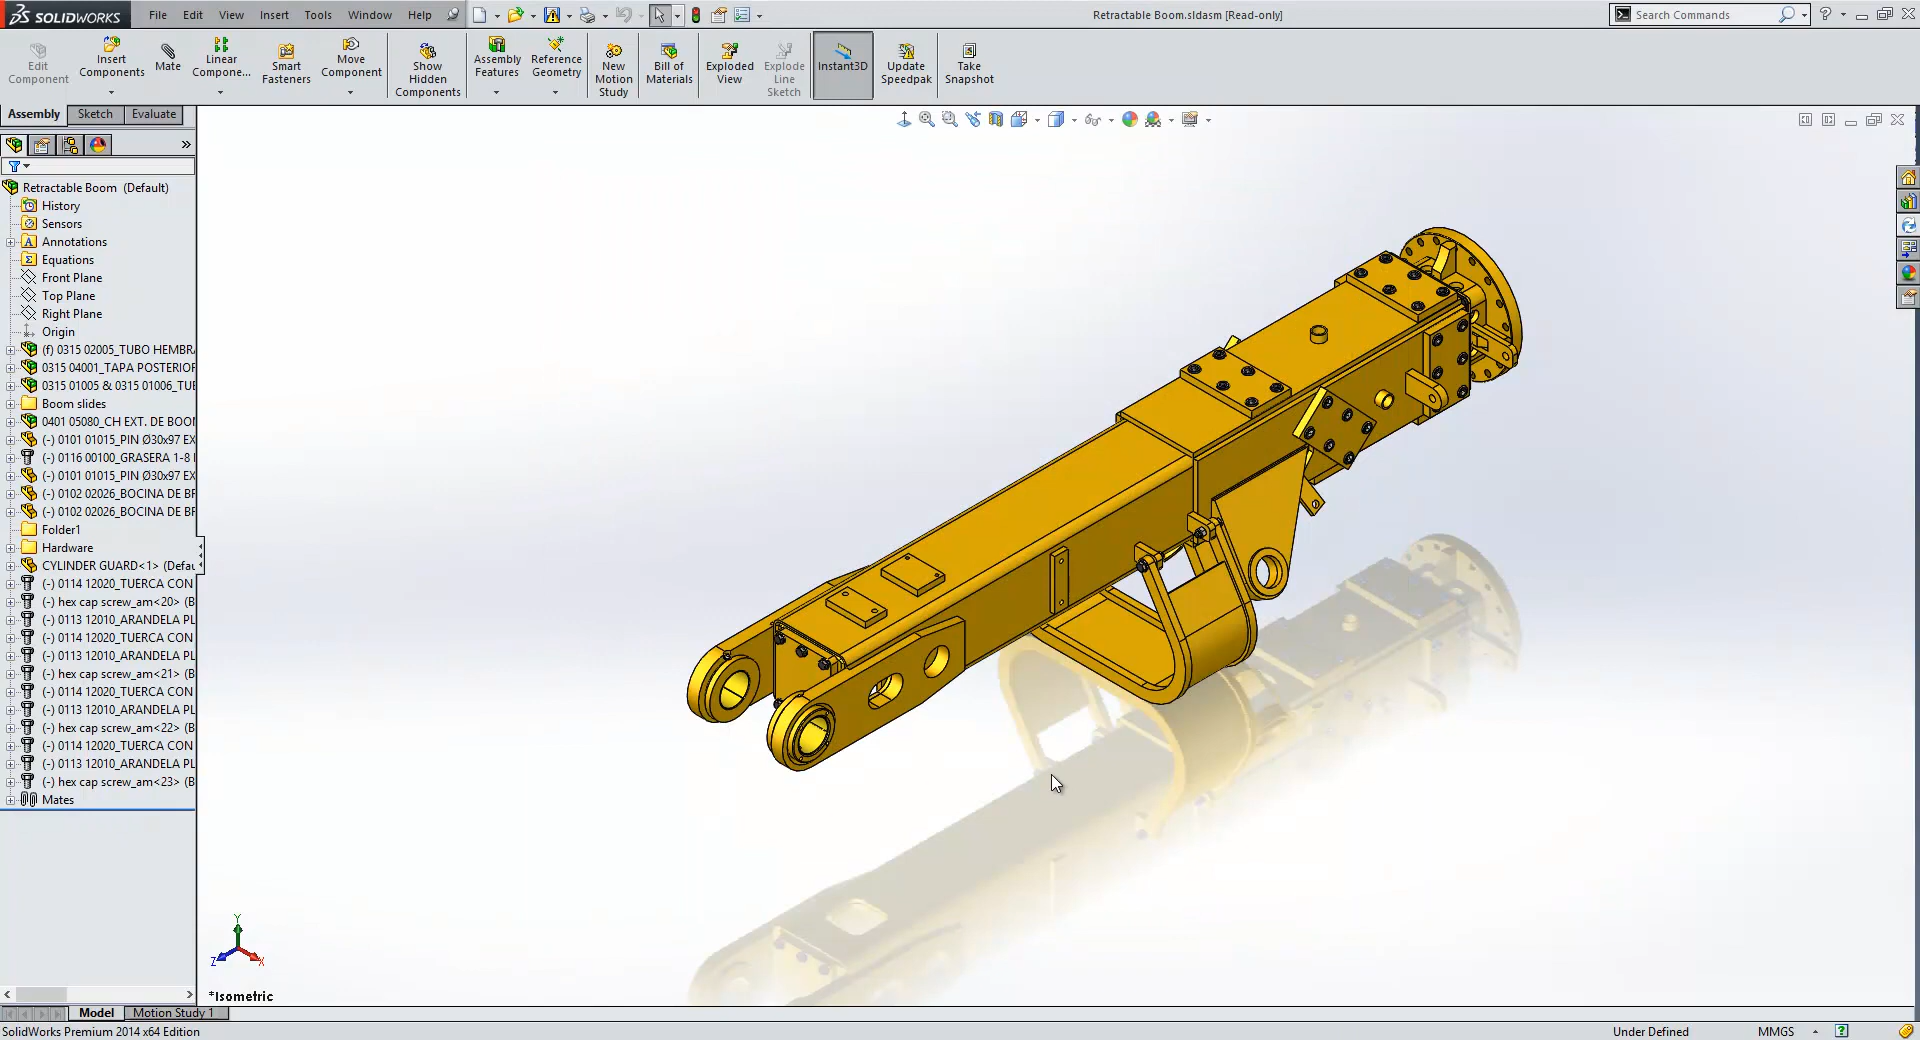 SOLIDWORKS File Edit View Insert Tools Window Help Retractable Boom.sldasm [Read-only] Search Commands
Edit Component
Insert Components
Mate
Linear Compone...
Smart Fasteners
Move Component
Show Hidden Components
Assembly Features
Reference Geometry
New Motion Study
Bill of Materials
Exploded View
Explode Line Sketch
Instant3D
Update Speedpak
Take Snapshot
Assembly Sketch Evaluate
Retractable Boom (Default)
History
Sensors
Annotations
Equations
Front Plane
Top Plane
Right Plane
Origin
(f) 0315 02005_TUBO HEMBR
0315 04001_TAPA POSTERIOR
0315 01005 & 0315 01006_TUE
Boom slides
0401 05080_CH EXT. DE BOO
(-) 0101 01015_PIN Ø30x97 EX
(-) 0116 00100_GRASERA 1-8
(-) 0101 01015_PIN Ø30x97 EX
(-) 0102 02026_BOCINA DE BF
(-) 0102 02026_BOCINA DE BF
Folder1
Hardware
CYLINDER GUARD<1> (Defau
(-) 0114 12020_TUERCA CON
(-) hex cap screw_am<20> (B
(-) 0113 12010_ARANDELA PL
(-) 0114 12020_TUERCA CON
(-) 0113 12010_ARANDELA PL
(-) hex cap screw_am<21> (B
(-) 0114 12020_TUERCA CON
(-) 0113 12010_ARANDELA PL
(-) hex cap screw_am<22> (B
(-) 0114 12020_TUERCA CON
(-) 0113 12010_ARANDELA PL
(-) hex cap screw_am<23> (B
Mates
Y
Z X
*Isometric
Model Motion Study 1
SolidWorks Premium 2014 x64 Edition Under Defined MMGS